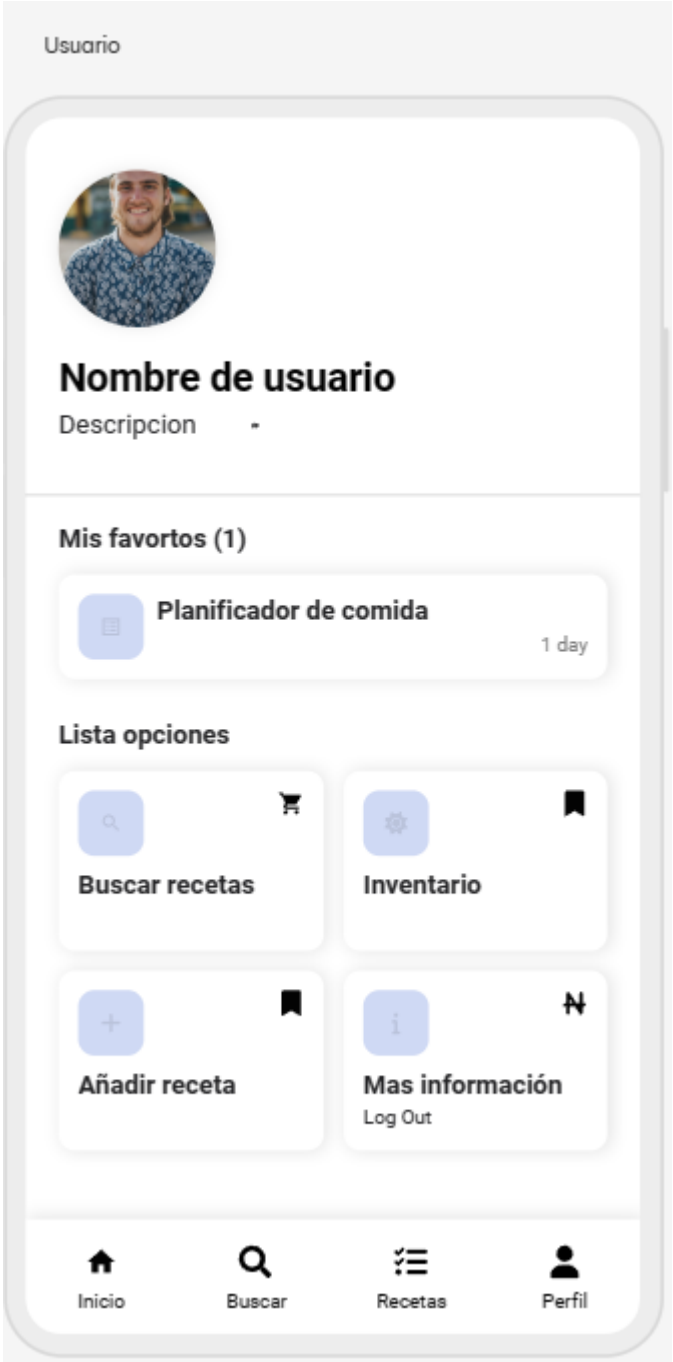 Usuario
Nombre de usuario
Descripcion -
Mis favortos (1)
Planificador de comida
1 day
Lista opciones
Buscar recetas
Inventario
Añadir receta
Mas información
Log Out
Inicio
Buscar
Recetas
Perfil